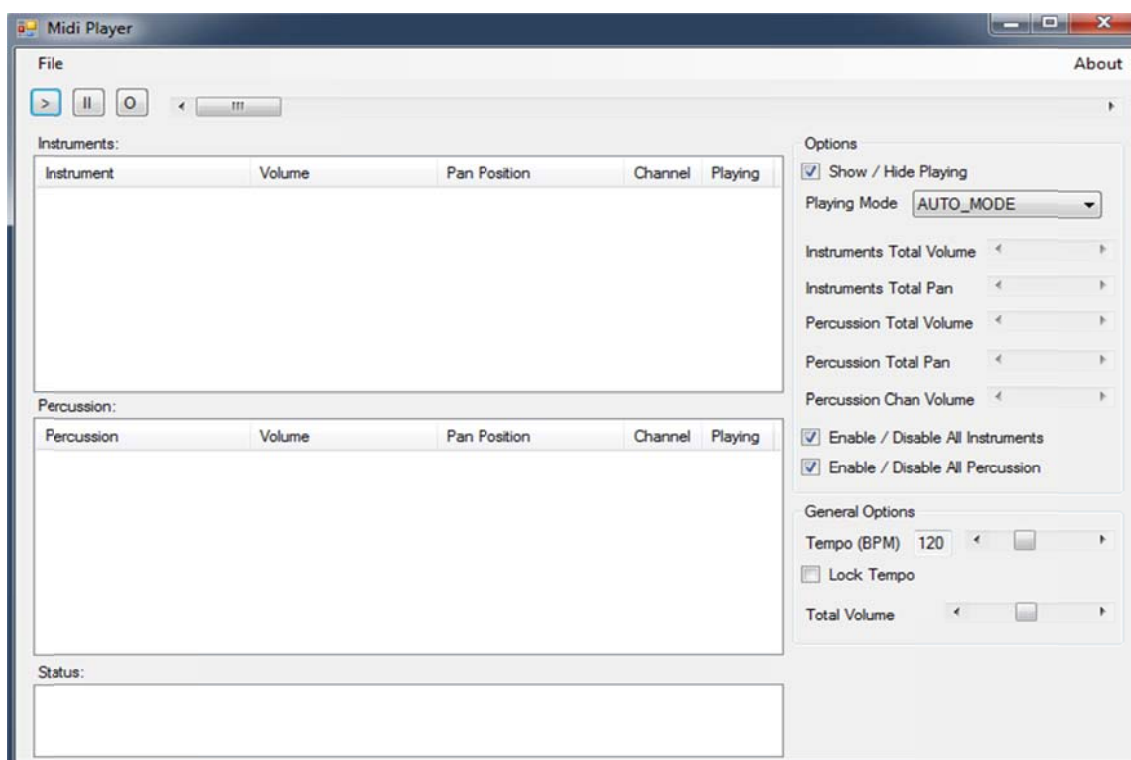 Midi Player
File About
> II O
Instruments:
Instrument Volume Pan Position Channel Playing
Percussion:
Percussion Volume Pan Position Channel Playing
Status:
Options
Show / Hide Playing
Playing Mode AUTO_MODE
Instruments Total Volume
Instruments Total Pan
Percussion Total Volume
Percussion Total Pan
Percussion Chan Volume
Enable / Disable All Instruments
Enable / Disable All Percussion
General Options
Tempo (BPM) 120
Lock Tempo
Total Volume